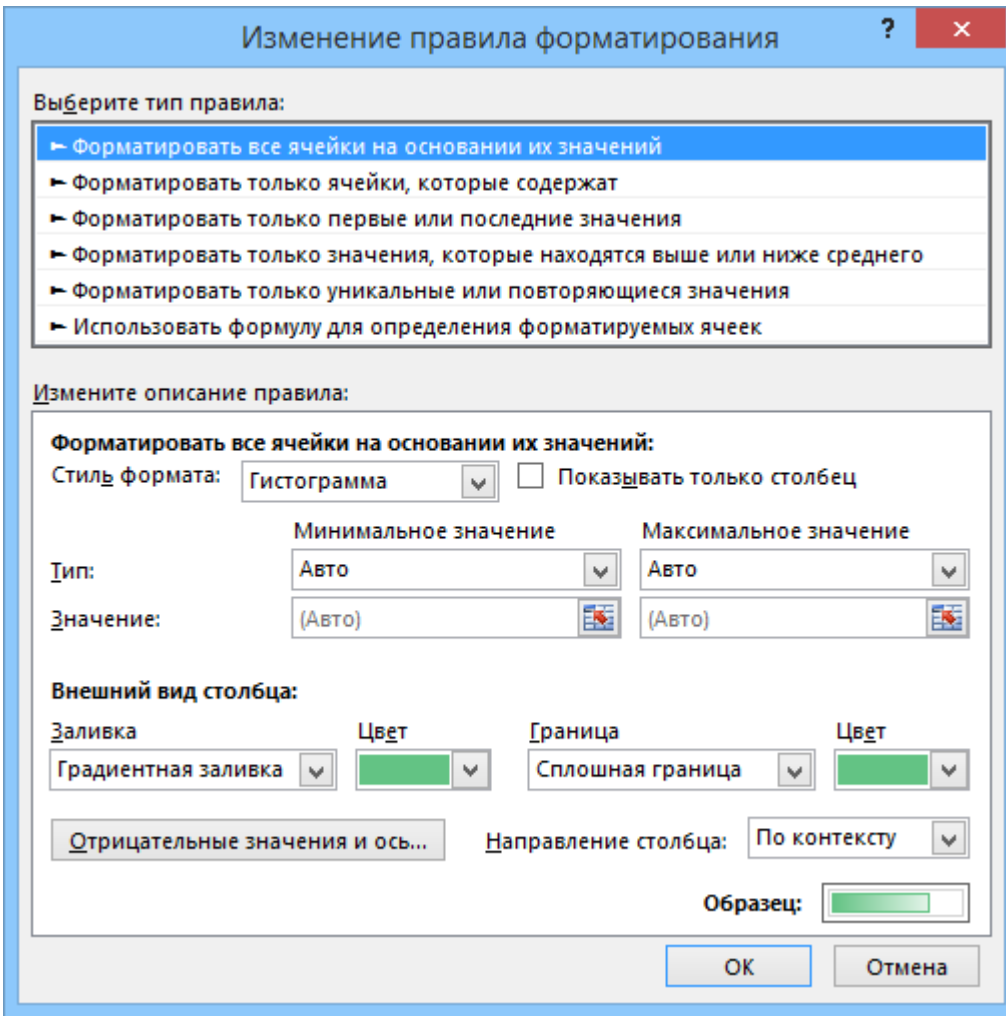 Изменение правила форматирования
?
×
Выберите тип правила:
► Форматировать все ячейки на основании их значений
► Форматировать только ячейки, которые содержат
► Форматировать только первые или последние значения
► Форматировать только значения, которые находятся выше или ниже среднего
► Форматировать только уникальные или повторяющиеся значения
► Использовать формулу для определения форматируемых ячеек
Измените описание правила:
Форматировать все ячейки на основании их значений:
Стиль формата: Гистограмма Показывать только столбец
Минимальное значение Максимальное значение
Тип: Авто Авто
Значение: (Авто) (Авто)
Внешний вид столбца:
Заливка Цвет Граница Цвет
Градиентная заливка Сплошная граница
Отрицательные значения и ось... Направление столбца: По контексту
Образец:
ОК Отмена